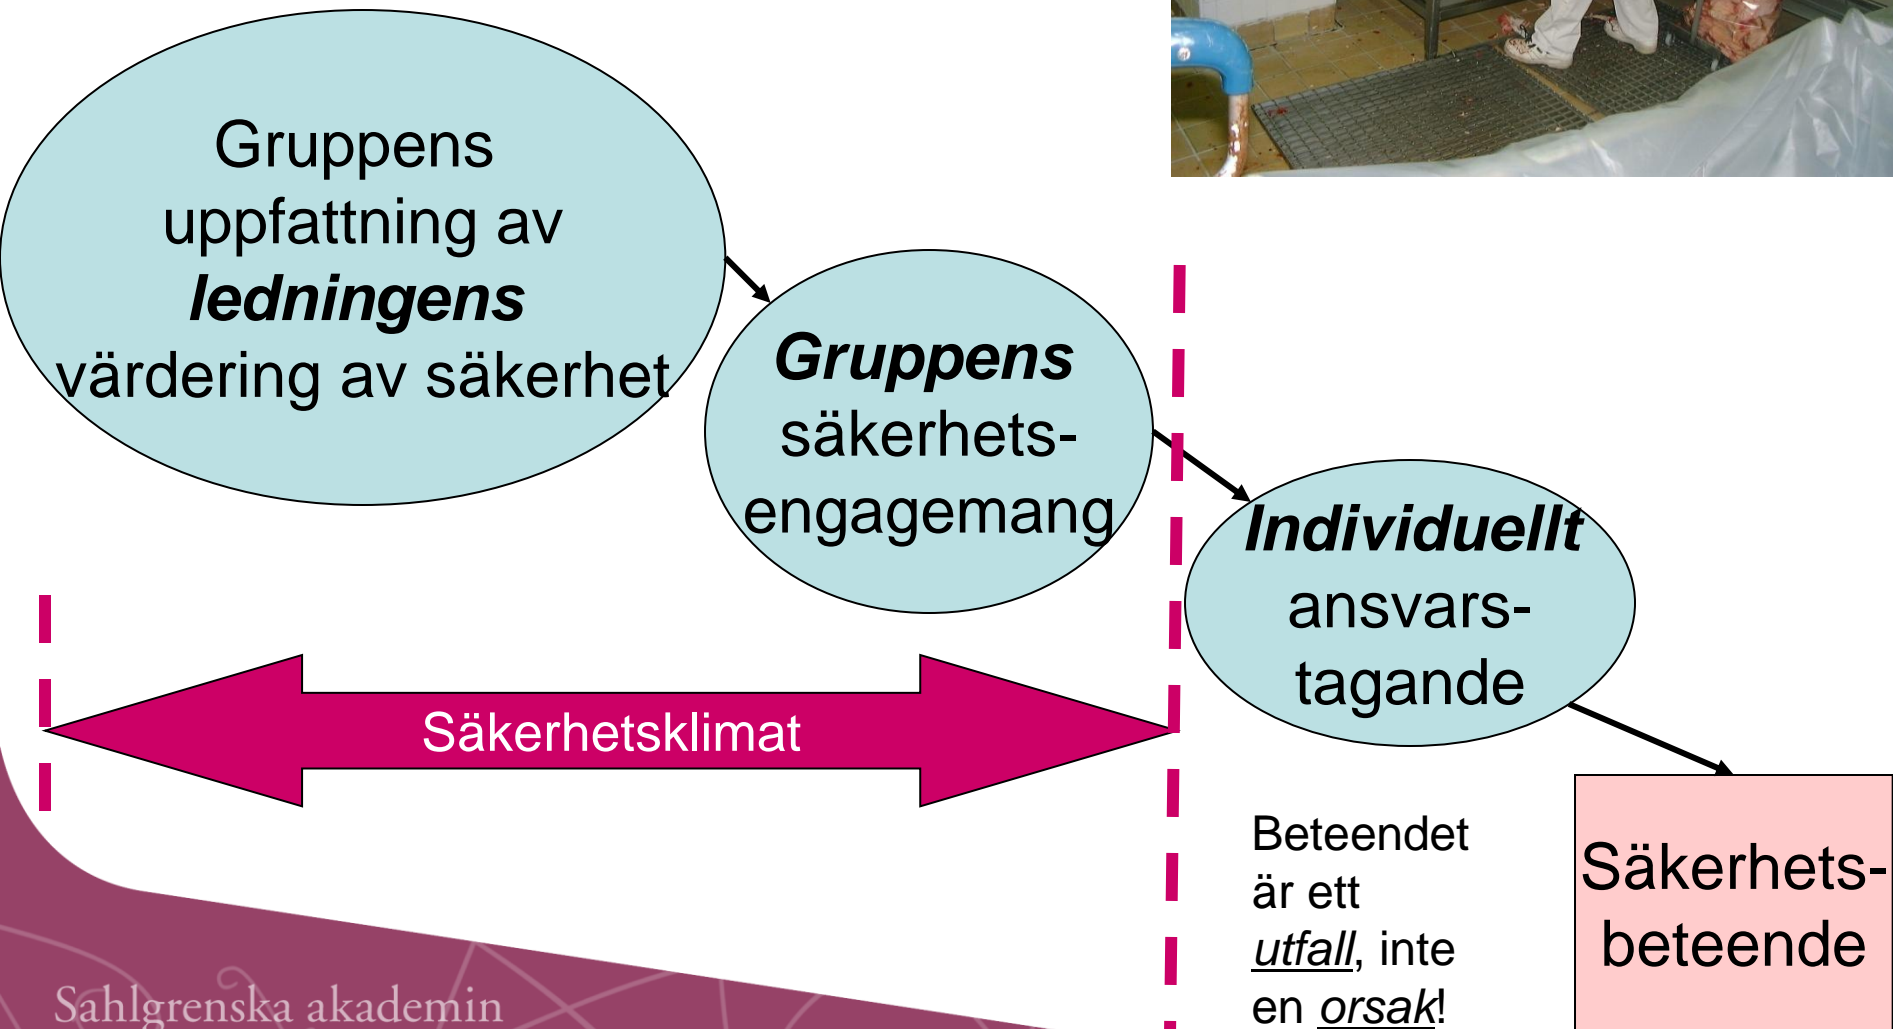 Gruppens
uppfattning av
ledningens
värdering av säkerhet
Gruppens
säkerhets-
engagemang
Individuellt
ansvars-
tagande
Säkerhetsklimat
Beteendet
är ett
utfall, inte
en orsak!
Säkerhets-
beteende
Sahlgrenska akademin